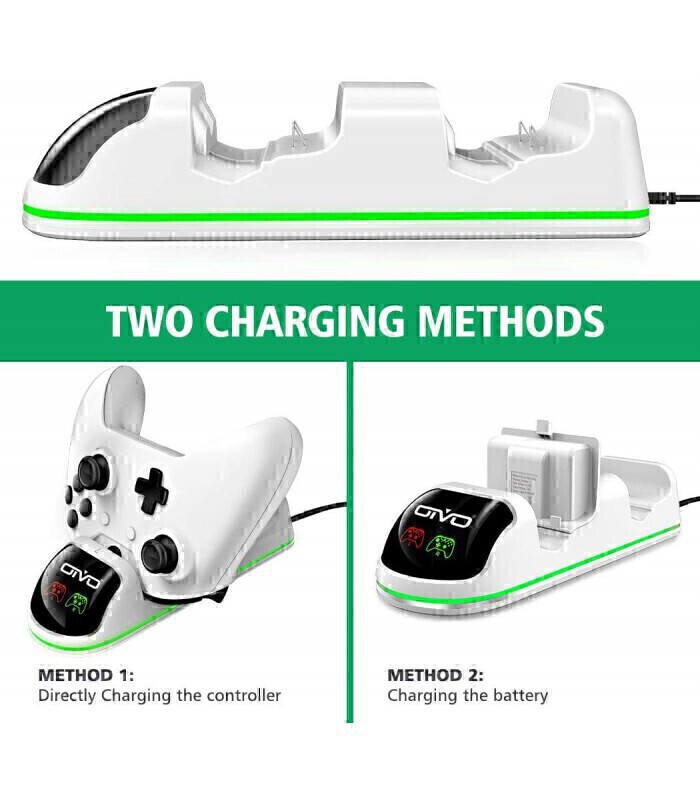 TWO CHARGING METHODS
OIVO
METHOD 1:
Directly Charging the controller
OIVO
METHOD 2:
Charging the battery